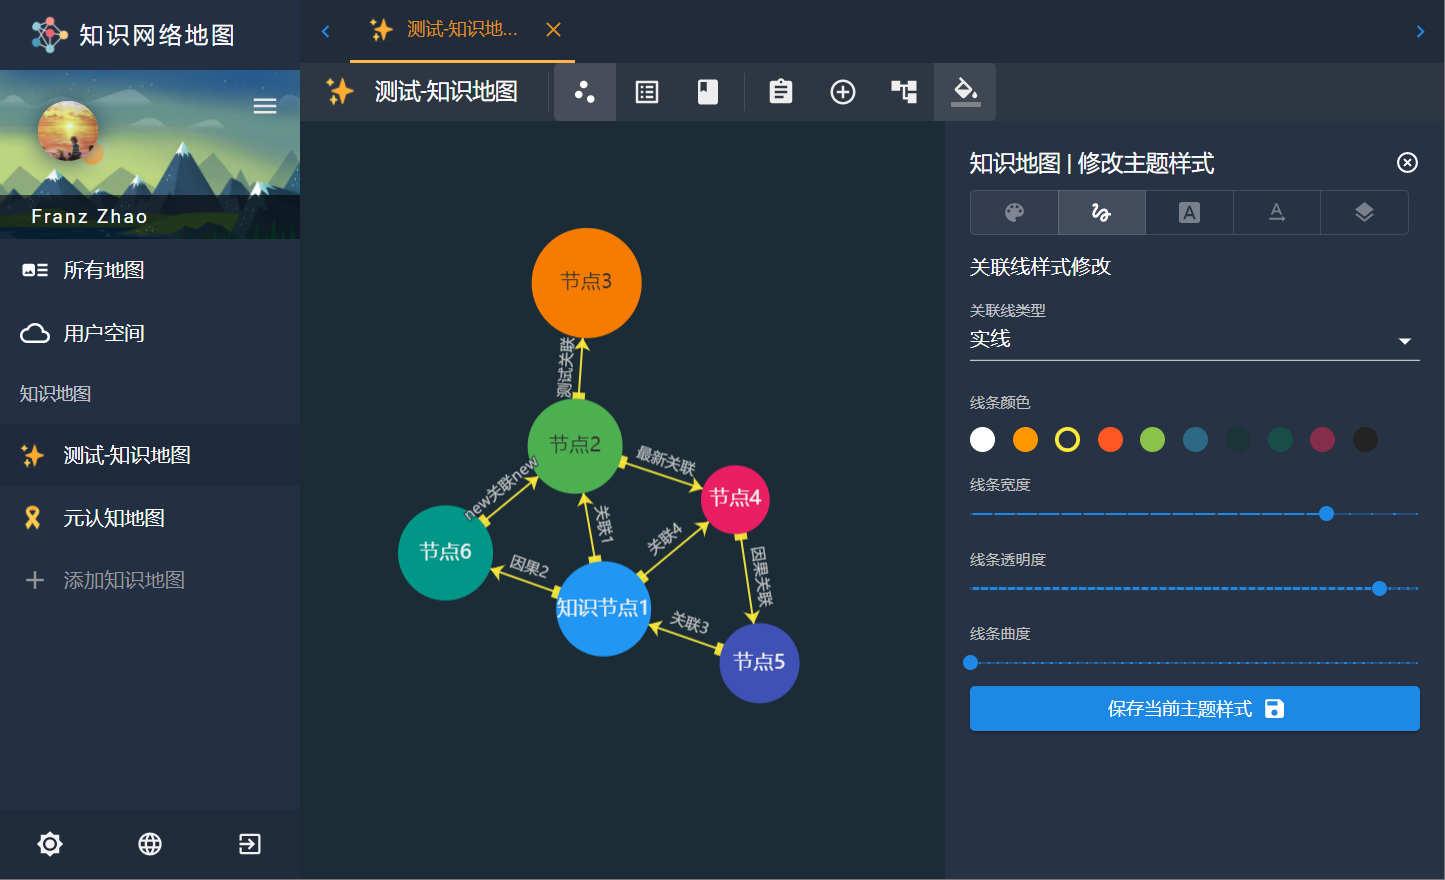 知识网络地图
测试-知识地...
测试-知识地图
Franz Zhao
所有地图
用户空间
知识地图
测试-知识地图
元认知地图
添加知识地图
节点3
测试关联
节点2
最新关联
new关联new
节点4
关联1
关联4
节点6
因果2
因果关联
知识节点1
关联3
节点5
知识地图 | 修改主题样式
关联线样式修改
关联线类型
实线
线条颜色
线条宽度
线条透明度
线条曲度
保存当前主题样式